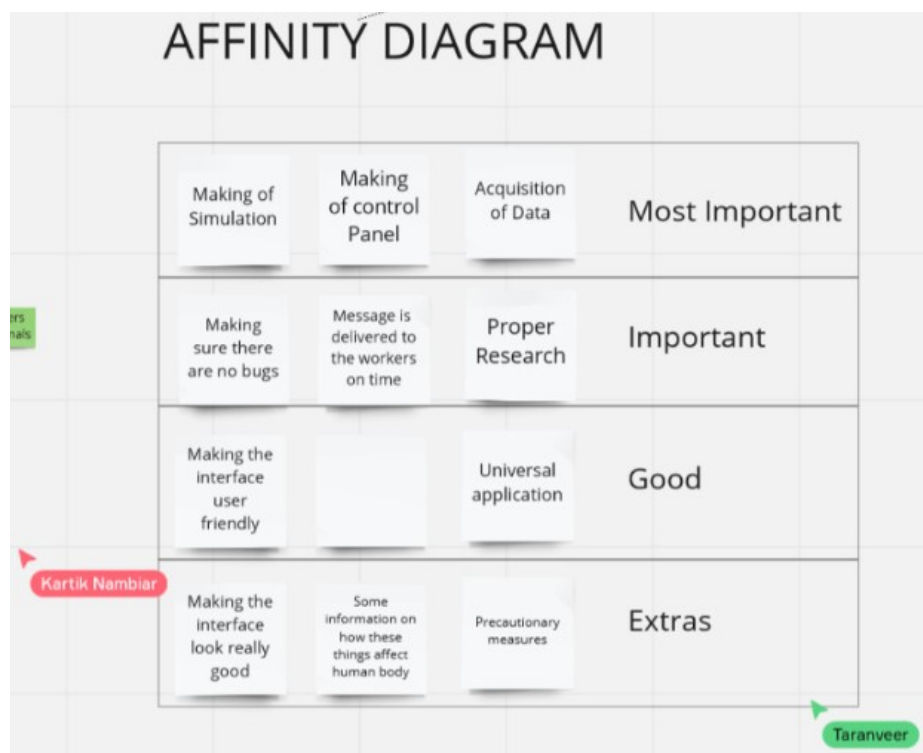 AFFINITY DIAGRAM
Making of
Simulation
Making
of control
Panel
Acquisition
of Data
Most Important
Making
sure there
are no bugs
Message is
delivered to
the workers
on time
Proper
Research
Important
Making the
interface
user
friendly
Universal
application
Good
Kartik Nambiar
Making the
interface
look really
good
Some
information on
how these
things affect
human body
Precautionary
measures
Extras
Taranveer